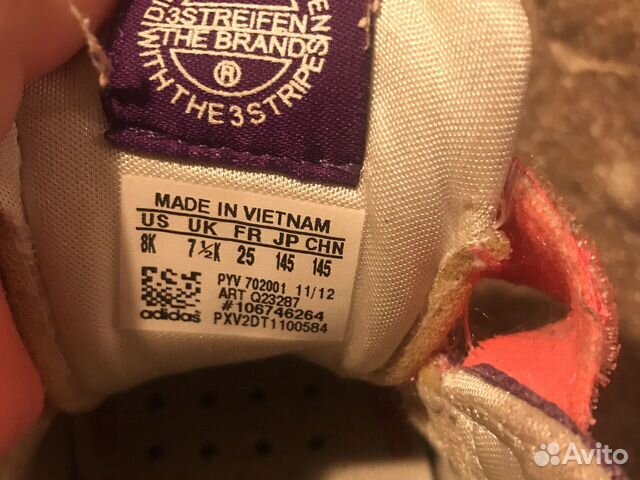 3STREIFEN
THE BRAND
WITH THE 3 STRIPES
®
MADE IN VIETNAM
US UK FR JP CHN
8K 7½K 25 145 145
PYV 702001 11/12
ART Q23287
#106746264
adidas PXV2DT1100584
Avito